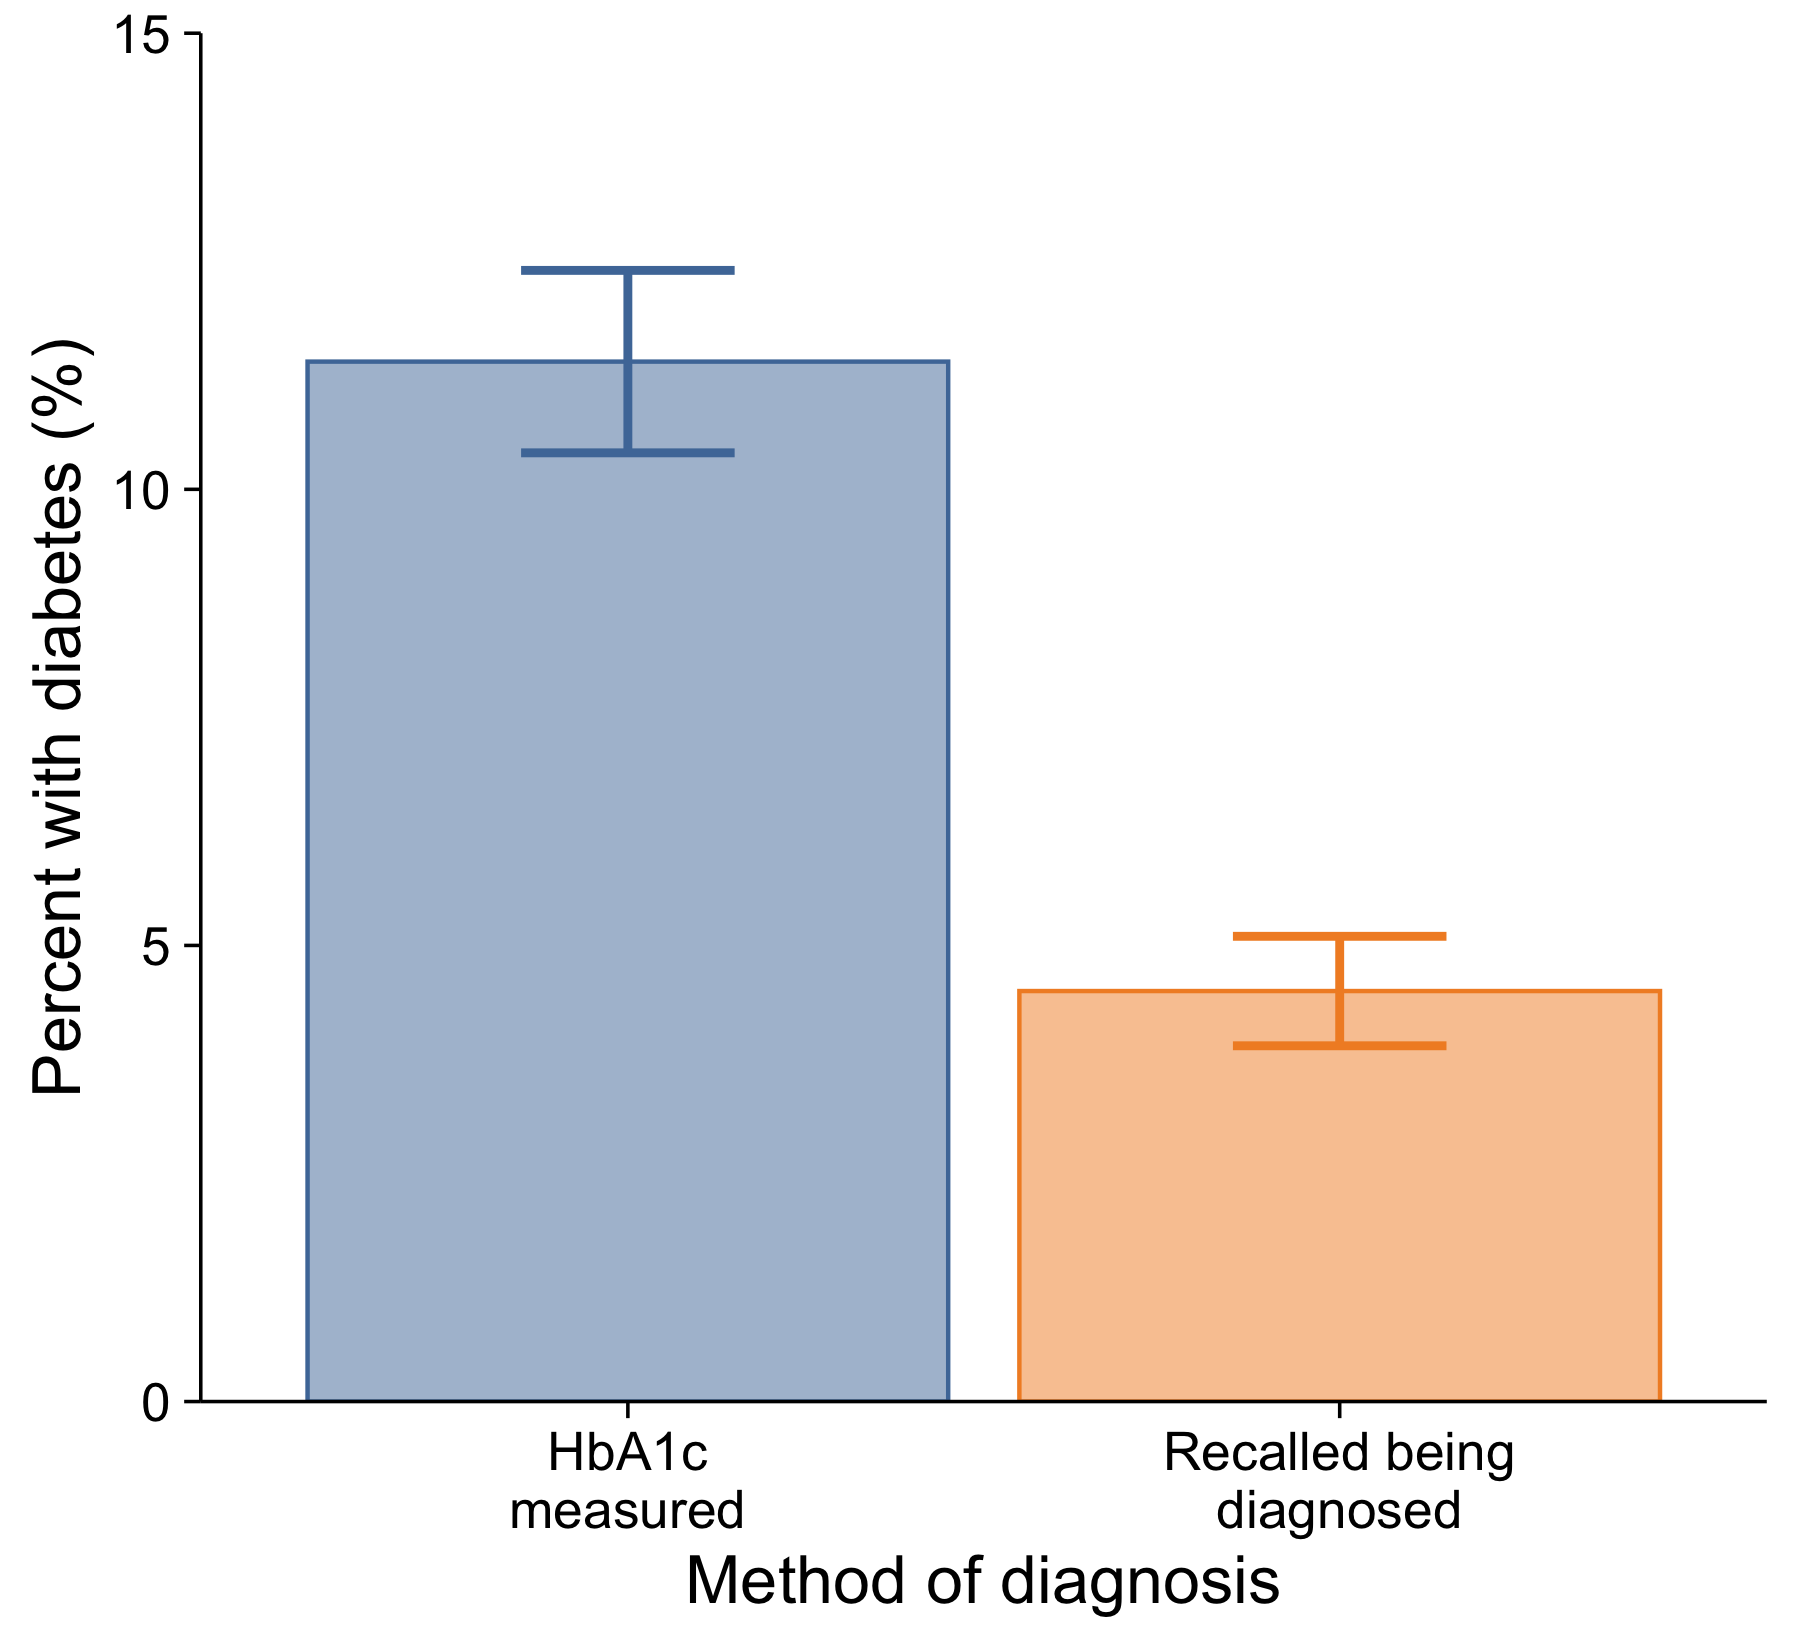 Percent with diabetes (%)
15
10
5
0
HbA1c
measured
Recalled being
diagnosed
Method of diagnosis